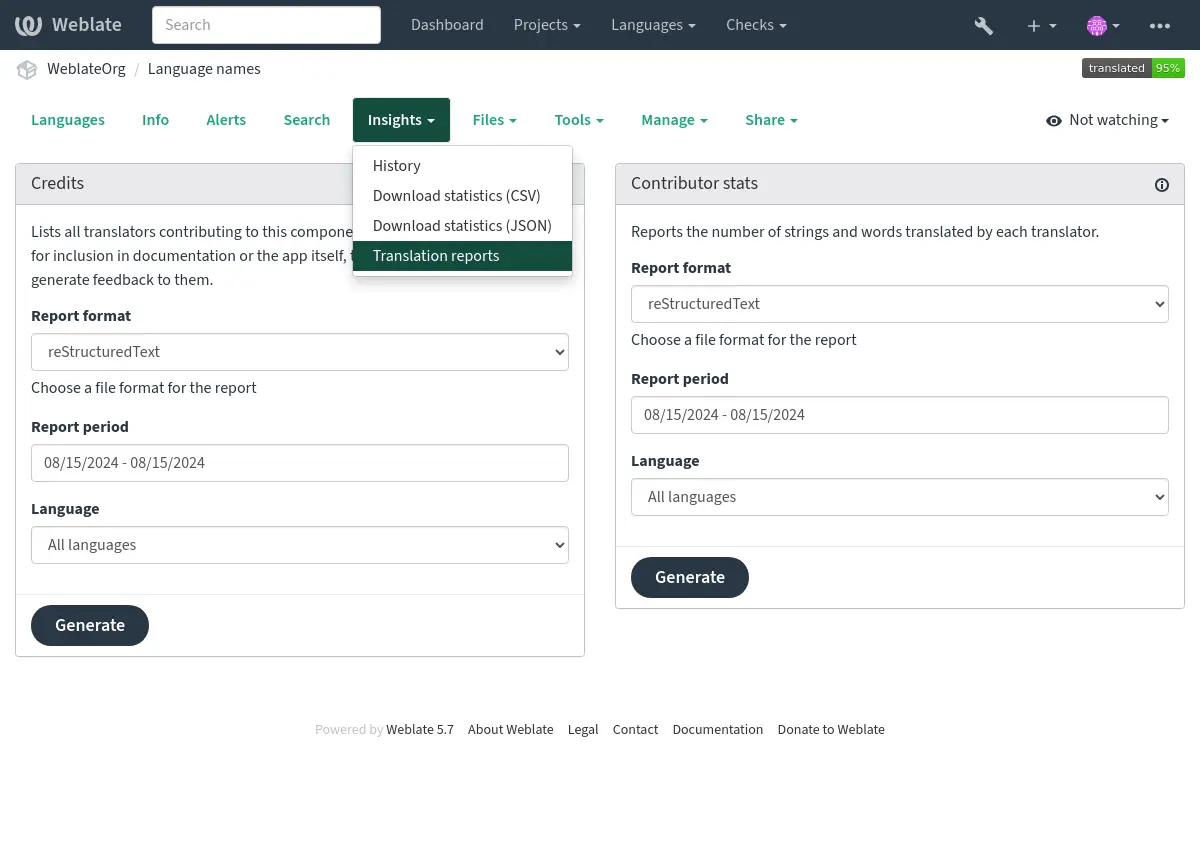 Weblate
Search
Dashboard
Projects
Languages
Checks
WeblateOrg / Language names
translated 95%
Languages
Info
Alerts
Search
Insights
Files
Tools
Manage
Share
Not watching
History
Download statistics (CSV)
Download statistics (JSON)
Translation reports
Credits
Lists all translators contributing to this
for inclusion in documentation or the app itself,
generate feedback to them.
Report format
reStructuredText
Choose a file format for the report
Report period
08/15/2024 - 08/15/2024
Language
All languages
Generate
Contributor stats
Reports the number of strings and words translated by each translator.
Report format
reStructuredText
Choose a file format for the report
Report period
08/15/2024 - 08/15/2024
Language
All languages
Generate
Powered by Weblate 5.7 About Weblate Legal Contact Documentation Donate to Weblate